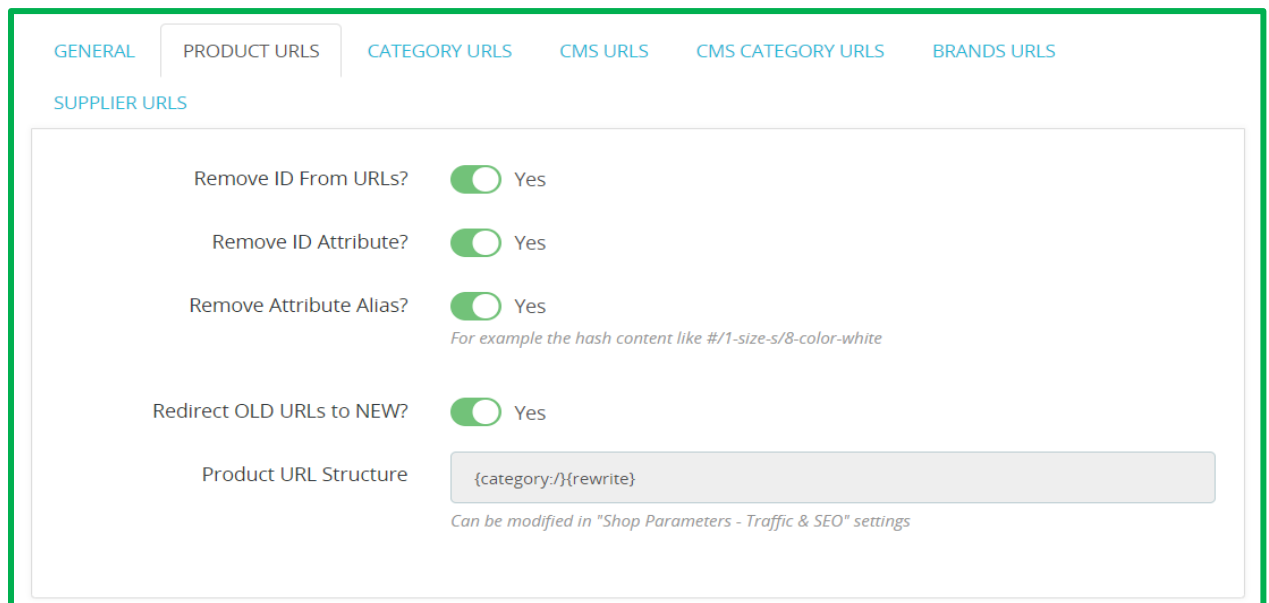 GENERAL PRODUCT URLS CATEGORY URLS CMS URLS CMS CATEGORY URLS BRANDS URLS
SUPPLIER URLS
Remove ID From URLs? Yes
Remove ID Attribute? Yes
Remove Attribute Alias? Yes
For example the hash content like #/1-size-s/8-color-white
Redirect OLD URLs to NEW? Yes
Product URL Structure {category:/}{rewrite}
Can be modified in "Shop Parameters - Traffic & SEO" settings